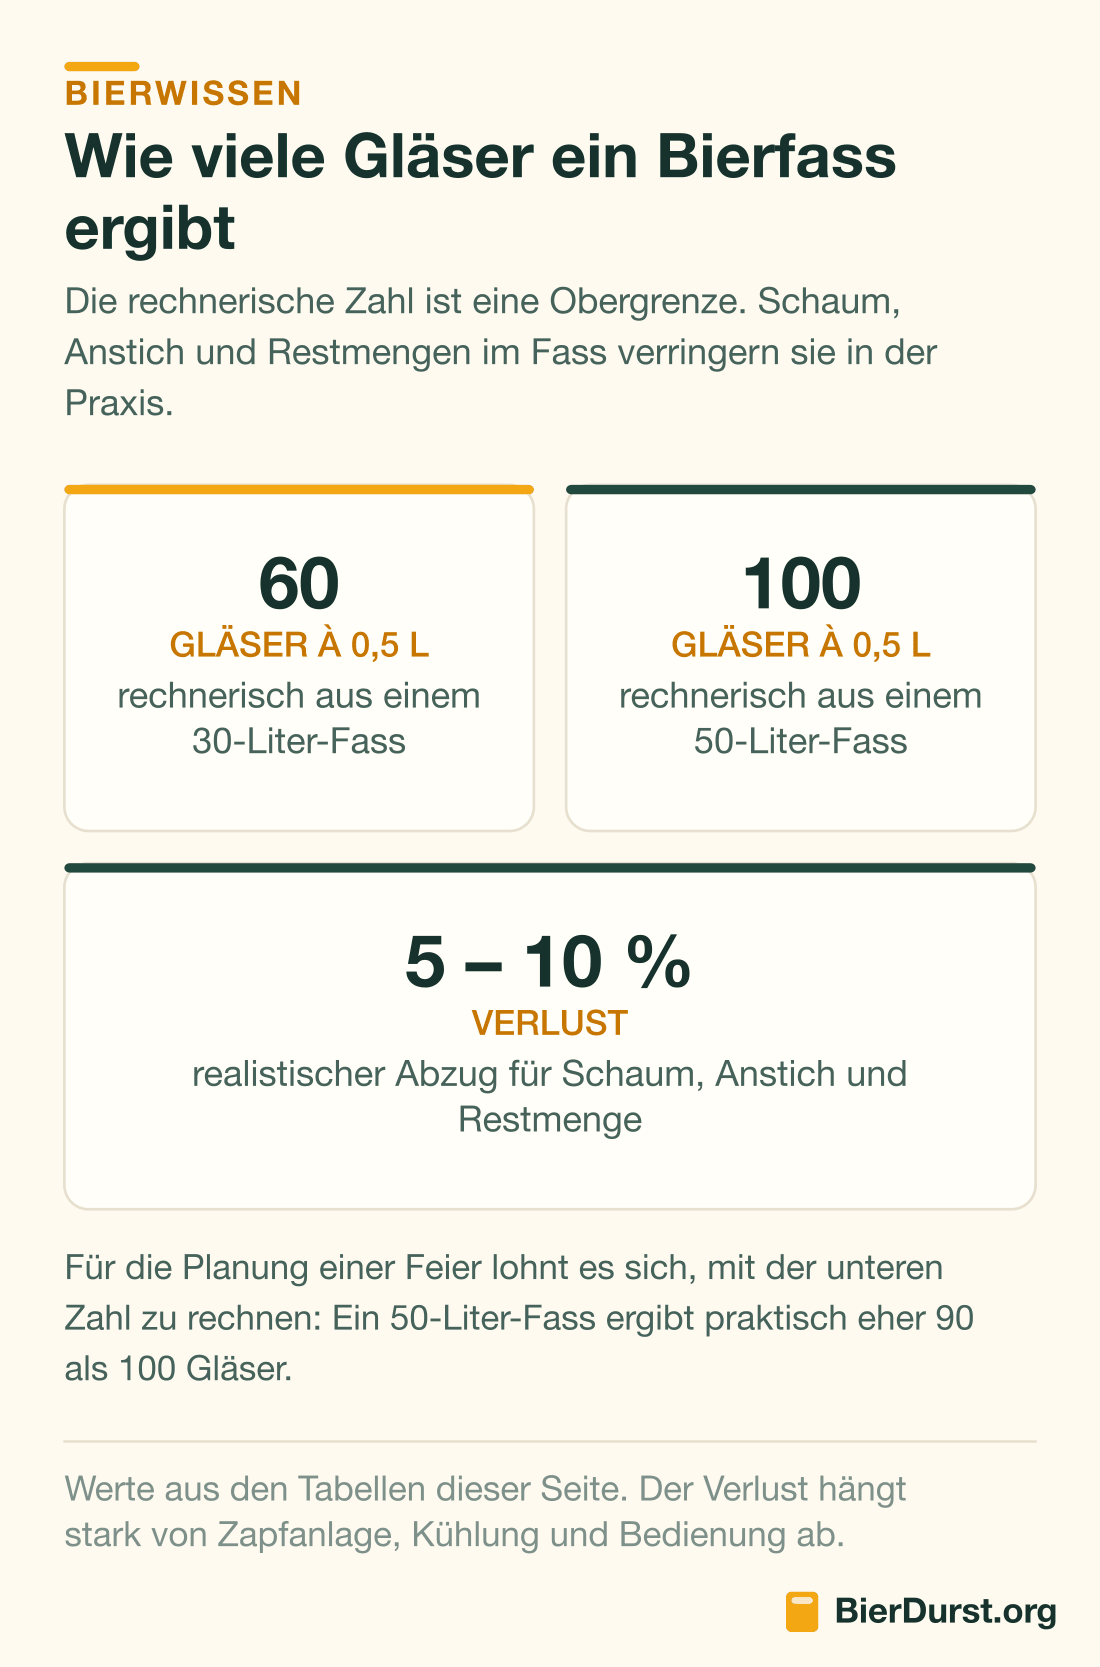 BIERWISSEN
Wie viele Gläser ein Bierfass
ergibt
Die rechnerische Zahl ist eine Obergrenze. Schaum,
Anstich und Restmengen im Fass verringern sie in der
Praxis.
60
GLÄSER À 0,5 L
rechnerisch aus einem
30-Liter-Fass
100
GLÄSER À 0,5 L
rechnerisch aus einem
50-Liter-Fass
5 – 10 %
VERLUST
realistischer Abzug für Schaum, Anstich und
Restmenge
Für die Planung einer Feier lohnt es sich, mit der unteren
Zahl zu rechnen: Ein 50-Liter-Fass ergibt praktisch eher 90
als 100 Gläser.
Werte aus den Tabellen dieser Seite. Der Verlust hängt
stark von Zapfanlage, Kühlung und Bedienung ab.
BierDurst.org